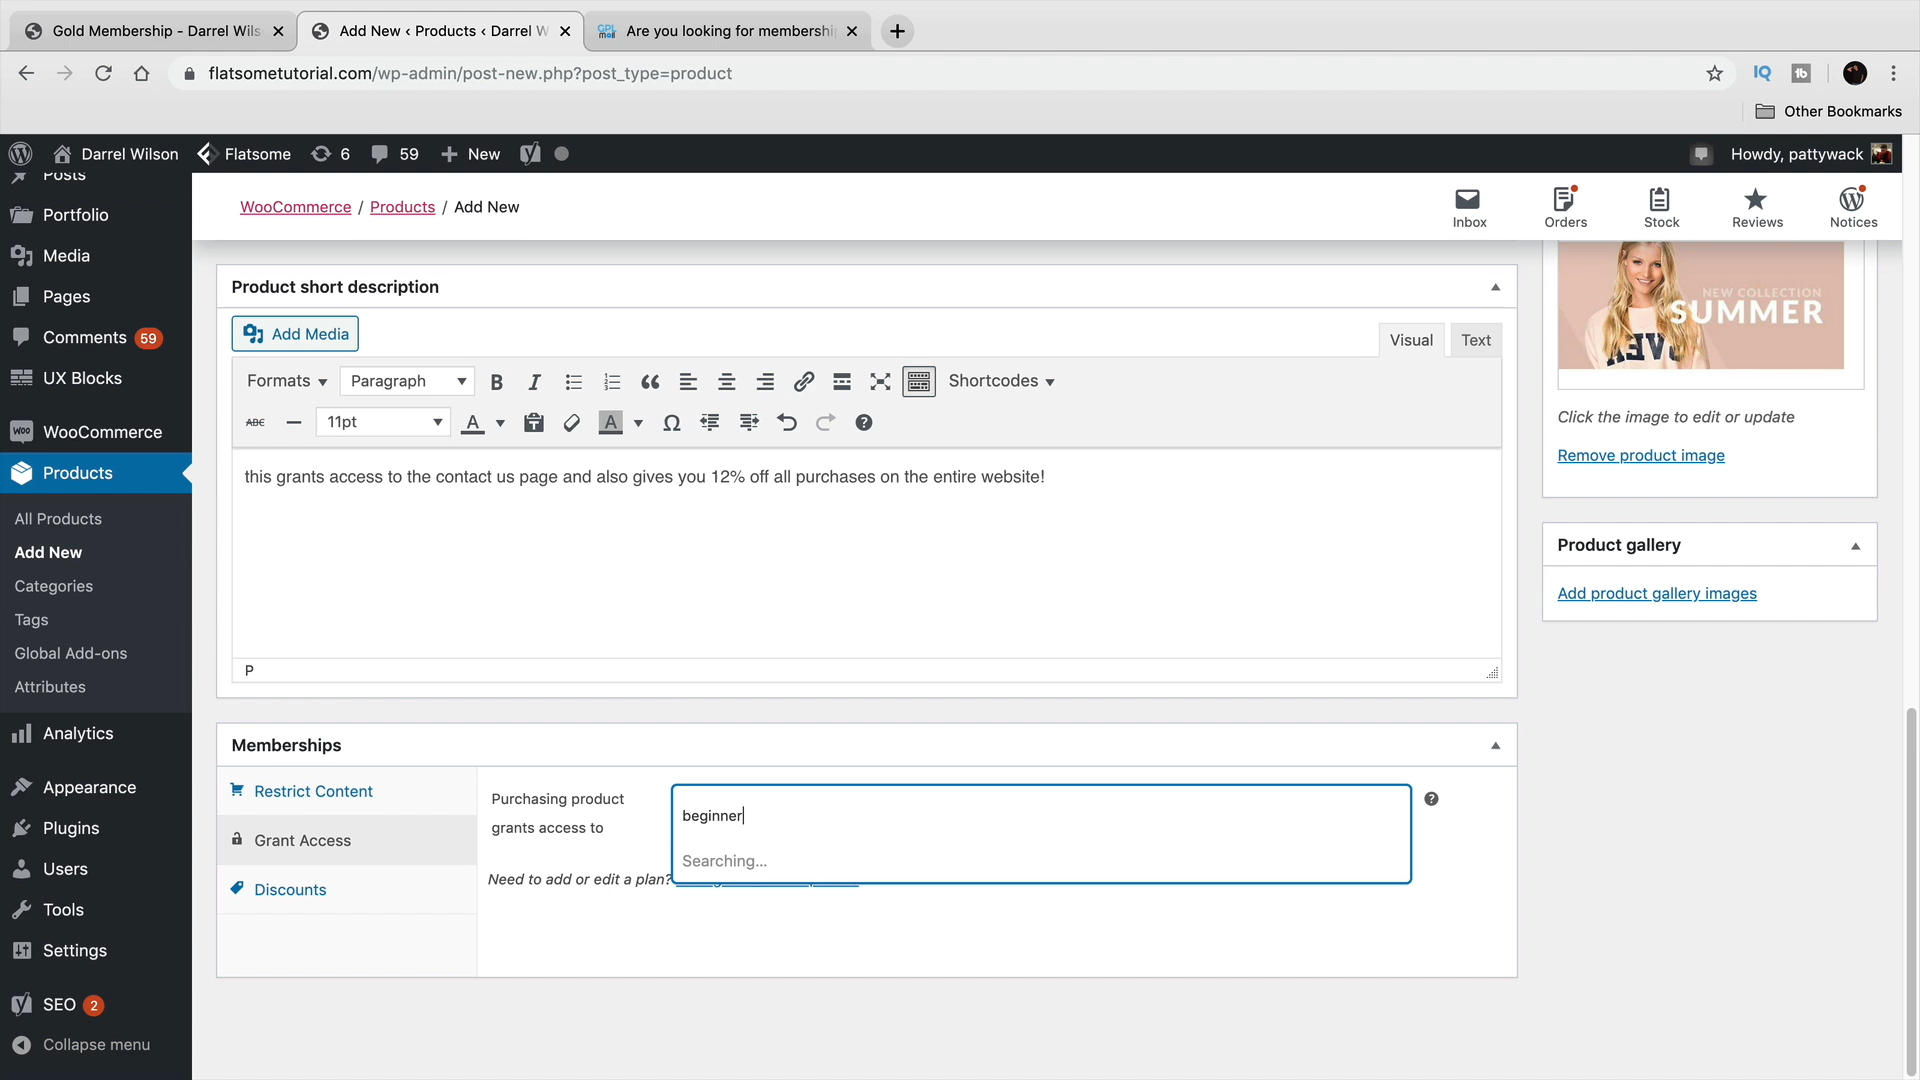 Gold Membership - Darrel Wils
Add New ‹ Products ‹ Darrel W
GPL mall
Are you looking for membershi
flatsometutorial.com/wp-admin/post-new.php?post_type=product
IQ
tb
Other Bookmarks
Darrel Wilson
Flatsome
6
59
New
Howdy, pattywack
Posts
Portfolio
Media
Pages
Comments 59
UX Blocks
WooCommerce
Products
All Products
Add New
Categories
Tags
Global Add-ons
Attributes
Analytics
Appearance
Plugins
Users
Tools
Settings
SEO 2
Collapse menu
WooCommerce / Products / Add New
Inbox
Orders
Stock
Reviews
Notices
Product short description
Add Media
Visual
Text
Formats
Paragraph
Shortcodes
ABC
11pt
this grants access to the contact us page and also gives you 12% off all purchases on the entire website!
P
Memberships
Restrict Content
Grant Access
Discounts
Purchasing product
grants access to
beginner
Searching...
Need to add or edit a plan?
NEW COLLECTION
SUMMER
Click the image to edit or update
Remove product image
Product gallery
Add product gallery images